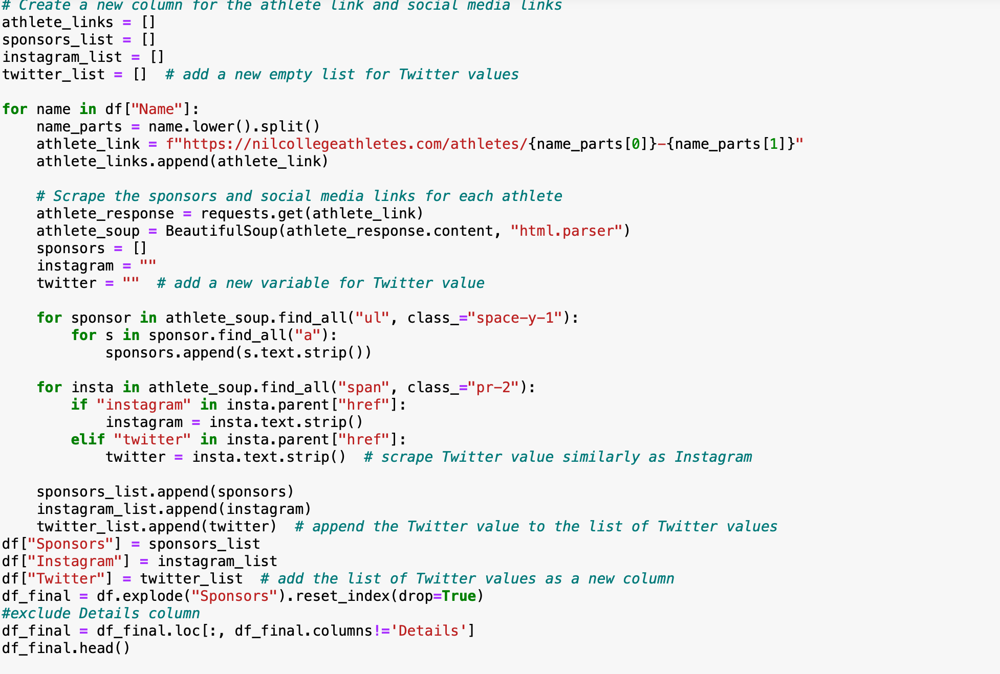 # Create a new column for the athlete link and social media links
athlete_links = []
sponsors_list = []
instagram_list = []
twitter_list = []  # add a new empty list for Twitter values

for name in df["Name"]:
    name_parts = name.lower().split()
    athlete_link = f"https://nilcollegeathletes.com/athletes/{name_parts[0]}-{name_parts[1]}"
    athlete_links.append(athlete_link)

    # Scrape the sponsors and social media links for each athlete
    athlete_response = requests.get(athlete_link)
    athlete_soup = BeautifulSoup(athlete_response.content, "html.parser")
    sponsors = []
    instagram = ""
    twitter = ""  # add a new variable for Twitter value

    for sponsor in athlete_soup.find_all("ul", class_="space-y-1"):
        for s in sponsor.find_all("a"):
            sponsors.append(s.text.strip())

    for insta in athlete_soup.find_all("span", class_="pr-2"):
        if "instagram" in insta.parent["href"]:
            instagram = insta.text.strip()
        elif "twitter" in insta.parent["href"]:
            twitter = insta.text.strip()  # scrape Twitter value similarly as Instagram

    sponsors_list.append(sponsors)
    instagram_list.append(instagram)
    twitter_list.append(twitter)  # append the Twitter value to the list of Twitter values
df["Sponsors"] = sponsors_list
df["Instagram"] = instagram_list
df["Twitter"] = twitter_list  # add the list of Twitter values as a new column
df_final = df.explode("Sponsors").reset_index(drop=True)
#exclude Details column
df_final = df_final.loc[:, df_final.columns!='Details']
df_final.head()